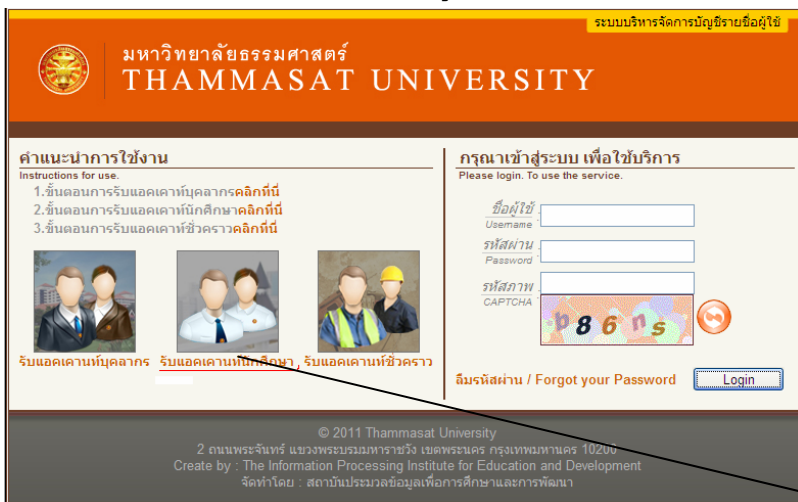 ระบบบริหารจัดการบัญชีรายชื่อผู้ใช้
มหาวิทยาลัยธรรมศาสตร์
THAMMASAT UNIVERSITY
คำแนะนำการใช้งาน
Instructions for use.
1.ขั้นตอนการรับแอคเคาท์บุคลากรคลิกที่นี่
2.ขั้นตอนการรับแอคเคาท์นักศึกษาคลิกที่นี่
3.ขั้นตอนการรับแอคเคาท์ชั่วคราวคลิกที่นี่
รับแอคเคานท์บุคลากร
รับแอคเคานท์นักศึกษา
รับแอคเคานท์ชั่วคราว
กรุณาเข้าสู่ระบบ เพื่อใช้บริการ
Please login. To use the service.
ชื่อผู้ใช้
Username
รหัสผ่าน
Password
รหัสภาพ
CAPTCHA
b86ns
ลืมรหัสผ่าน / Forgot your Password
Login
© 2011 Thammasat University
2 ถนนพระจันทร์ แขวงพระบรมมหาราชวัง เขตพระนคร กรุงเทพมหานคร 10200
Create by : The Information Processing Institute for Education and Development
จัดทำโดย : สถาบันประมวลข้อมูลเพื่อการศึกษาและการพัฒนา